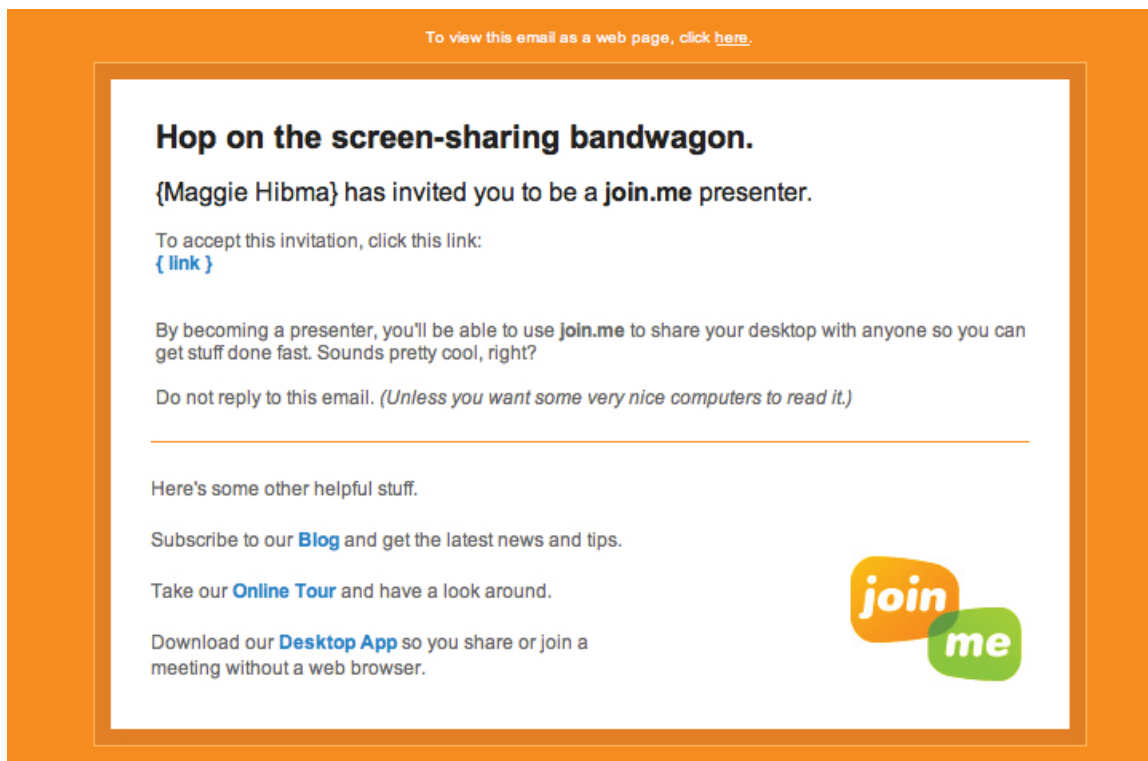 To view this email as a web page, click here.
Hop on the screen-sharing bandwagon.
{Maggie Hibma} has invited you to be a join.me presenter.
To accept this invitation, click this link:
{ link }
By becoming a presenter, you'll be able to use join.me to share your desktop with anyone so you can
get stuff done fast. Sounds pretty cool, right?
Do not reply to this email. (Unless you want some very nice computers to read it.)
Here's some other helpful stuff.
Subscribe to our Blog and get the latest news and tips.
Take our Online Tour and have a look around.
Download our Desktop App so you share or join a
meeting without a web browser.
join
me